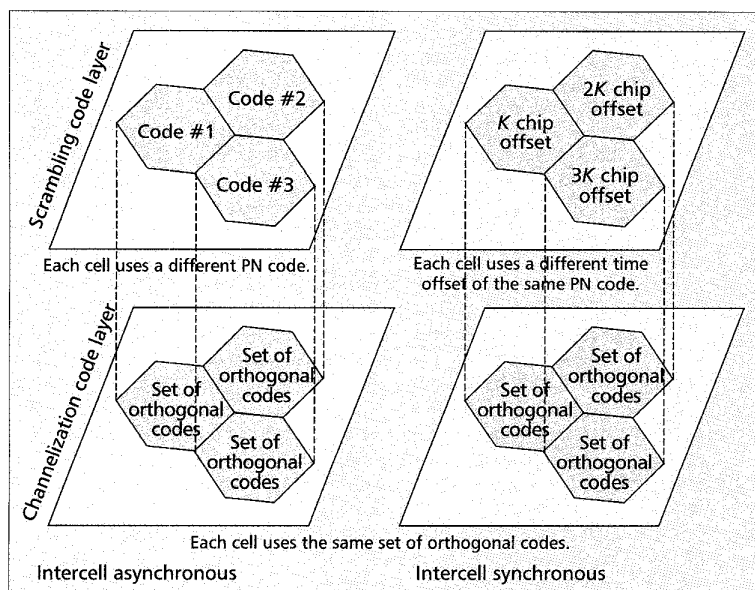 Scrambling code layer
Code #1
Code #2
Code #3
Each cell uses a different PN code.
K chip
offset
2K chip
offset
3K chip
offset
Each cell uses a different time
offset of the same PN code.
Channelization code layer
Set of
orthogonal
codes
Set of
orthogonal
codes
Set of
orthogonal
codes
Set of
orthogonal
codes
Set of
orthogonal
codes
Set of
orthogonal
codes
Each cell uses the same set of orthogonal codes.
Intercell asynchronous
Intercell synchronous